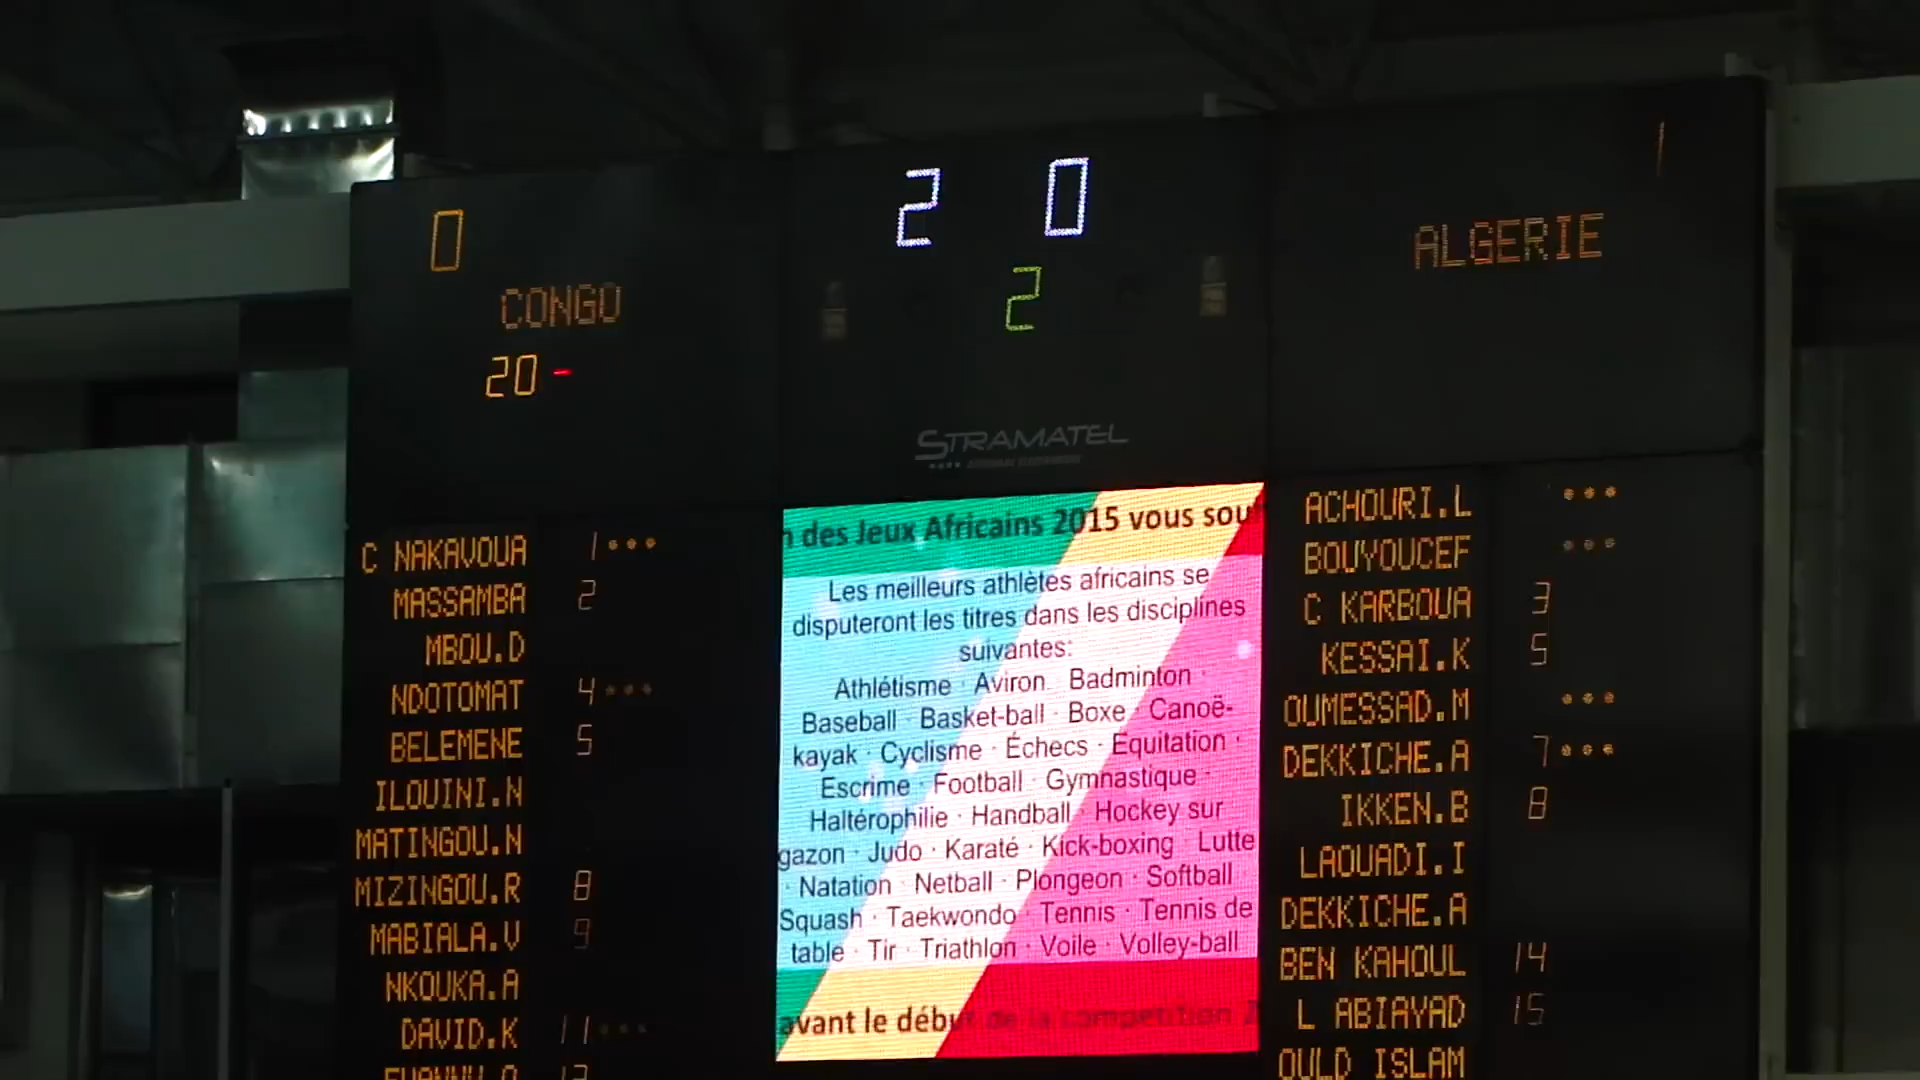 0
CONGO
20 -
2 0
2
1
ALGERIE
STRAMATEL
C NAKAVOUA 1
MASSAMBA 2
MBOU.D
NDOTOMAT 4
BELEMENE 5
ILOUINI.N
MATINGOU.N
MIZINGOU.R 8
MABIALA.V 9
NKOUKA.A
DAVID.K 11
n des Jeux Africains 2015 vous sou
Les meilleurs athlètes africains se
disputeront les titres dans les disciplines
suivantes:
Athlétisme · Aviron · Badminton ·
Baseball · Basket-ball · Boxe · Canoë-
kayak · Cyclisme · Échecs · Equitation ·
Escrime · Football · Gymnastique ·
Haltérophilie · Handball · Hockey sur
gazon · Judo · Karaté · Kick-boxing · Lutte
· Natation · Netball · Plongeon · Softball ·
Squash · Taekwondo · Tennis · Tennis de
table · Tir · Triathlon · Voile · Volley-ball
avant le début de la competition
ACHOURI.L
BOUYOUCEF
C KARBOUA 3
KESSAI.K 5
OUMESSAD.M
DEKKICHE.A 7
IKKEN.B 8
LAOUADI.I
DEKKICHE.A
BEN KAHOUL 14
L ABIAYAD 15
OULD ISLAM